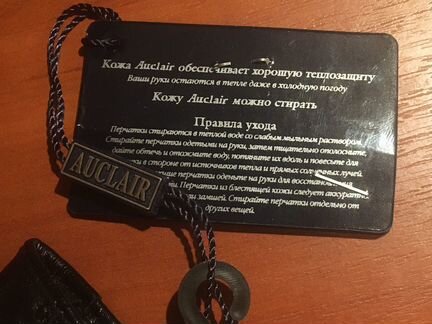 Кожа Auclair обеспечивает хорошую теплозащиту
Ваши руки остаются в тепле даже в холодную погоду
Кожу Auclair можно стирать
Правила ухода
Перчатки стираются в теплой воде со слабым мыльным раствором.
Стирайте перчатки одетыми на руки, затем тщательно ополосните,
дайте обтечь и отожмите воду, потяните их вдоль и повесьте для
в стороне от источников тепла и прямых солнечных лучей.
перчатки оденьте на руки для
Перчатки из блестящей кожи следует
замшей. Стирайте перчатки отдельно от
других вещей.
AUCLAIR